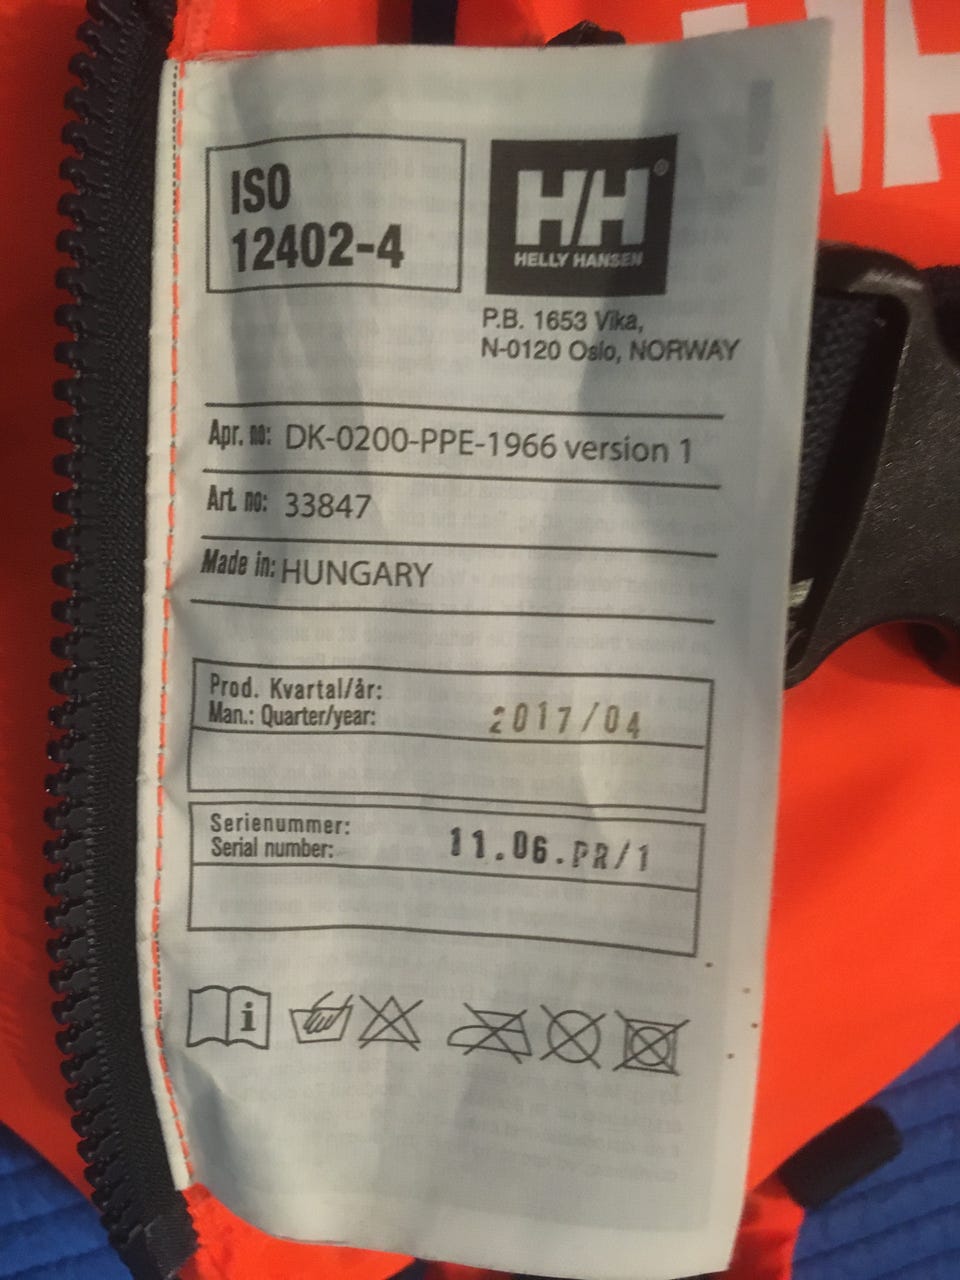 ISO
12402-4
HH®
HELLY HANSEN
P.B. 1653 Vika,
N-0120 Oslo, NORWAY
Apr. no: DK-0200-PPE-1966 version 1
Art. no: 33847
Made in: HUNGARY
Prod. Kvartal/år:
Man.: Quarter/year: 2017/04
Serienummer:
Serial number: 11.06.PR/1
i